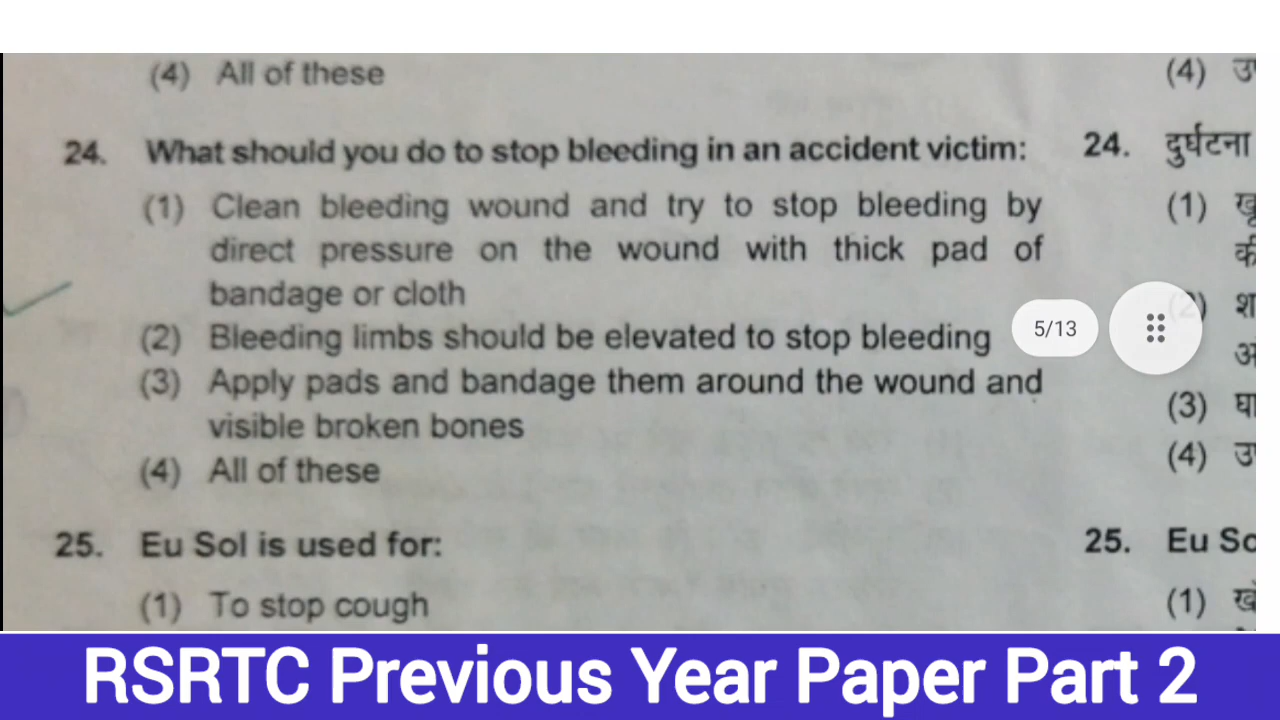 (4) All of these
(4) उ
24. What should you do to stop bleeding in an accident victim:
24. दुर्घटना
(1) Clean bleeding wound and try to stop bleeding by
direct pressure on the wound with thick pad of
bandage or cloth
(2) Bleeding limbs should be elevated to stop bleeding
(3) Apply pads and bandage them around the wound and
visible broken bones
(4) All of these
(1) खू
की
(2) श
अ
(3) घा
(4) उ
5/13
25. Eu Sol is used for:
25. Eu So
(1) To stop cough
(1) खाँ
RSRTC Previous Year Paper Part 2